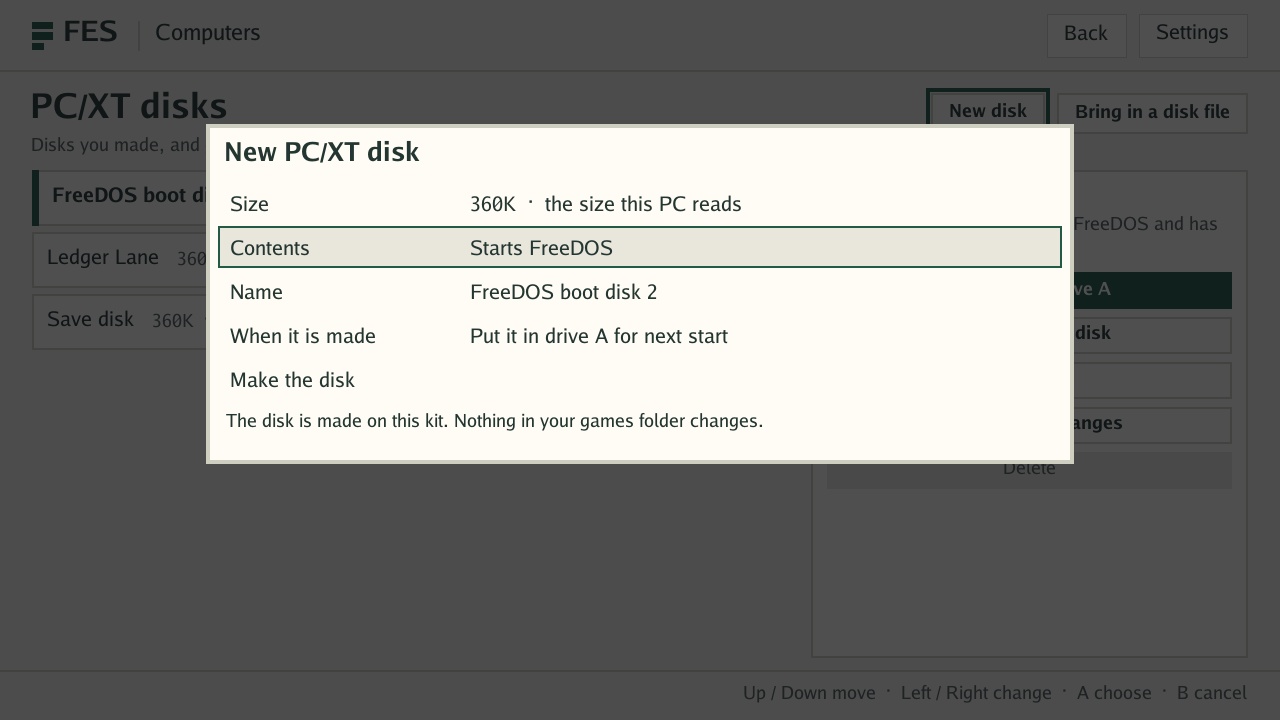 FES
Computers
Back
Settings
PC/XT disks
New disk
Bring in a disk file
Disks you made, and
New PC/XT disk
Size
360K · the size this PC reads
Contents
Starts FreeDOS
Name
FreeDOS boot disk 2
When it is made
Put it in drive A for next start
Make the disk
The disk is made on this kit. Nothing in your games folder changes.
FreeDOS boot
Ledger Lane 360
Save disk 360K
FreeDOS and has
A
disk
Delete
Up / Down move · Left / Right change · A choose · B cancel